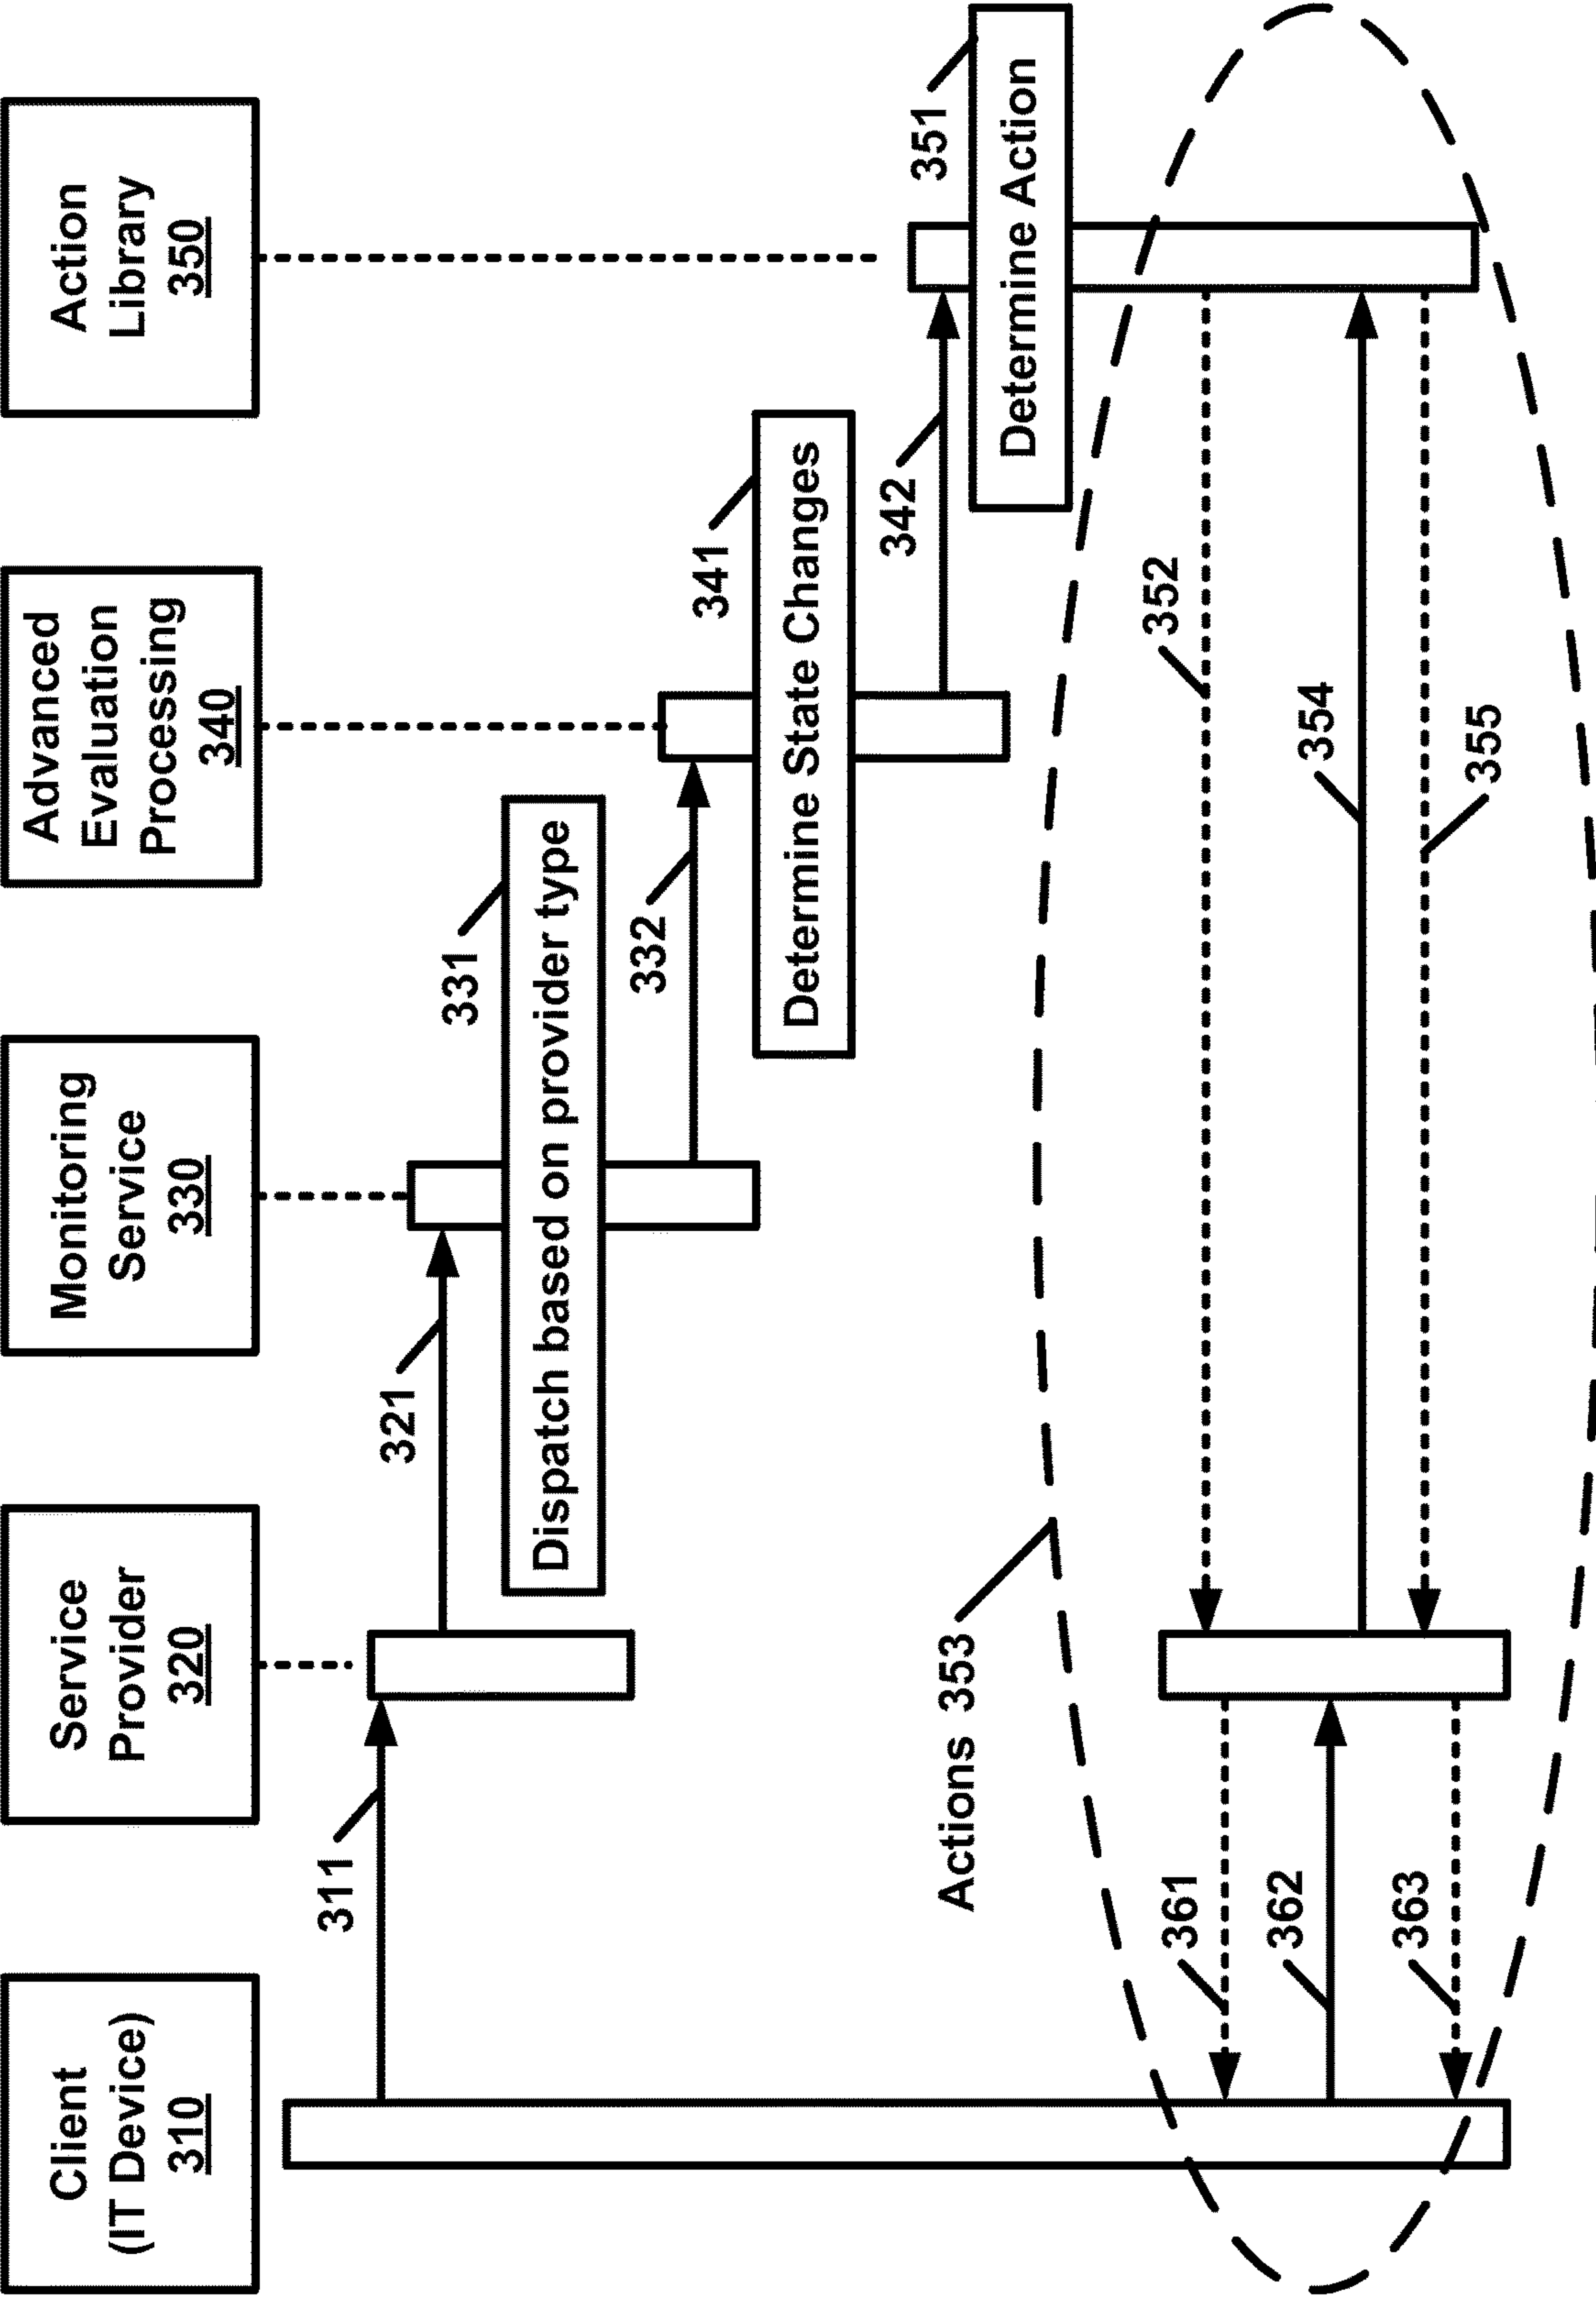 Client
(IT Device)
310
Service
Provider
320
Monitoring
Service
330
Advanced
Evaluation
Processing
340
Action
Library
350
311
321
331
Dispatch based on provider type
332
341
Determine State Changes
342
351
Determine Action
Actions 353
352
361
354
362
355
363